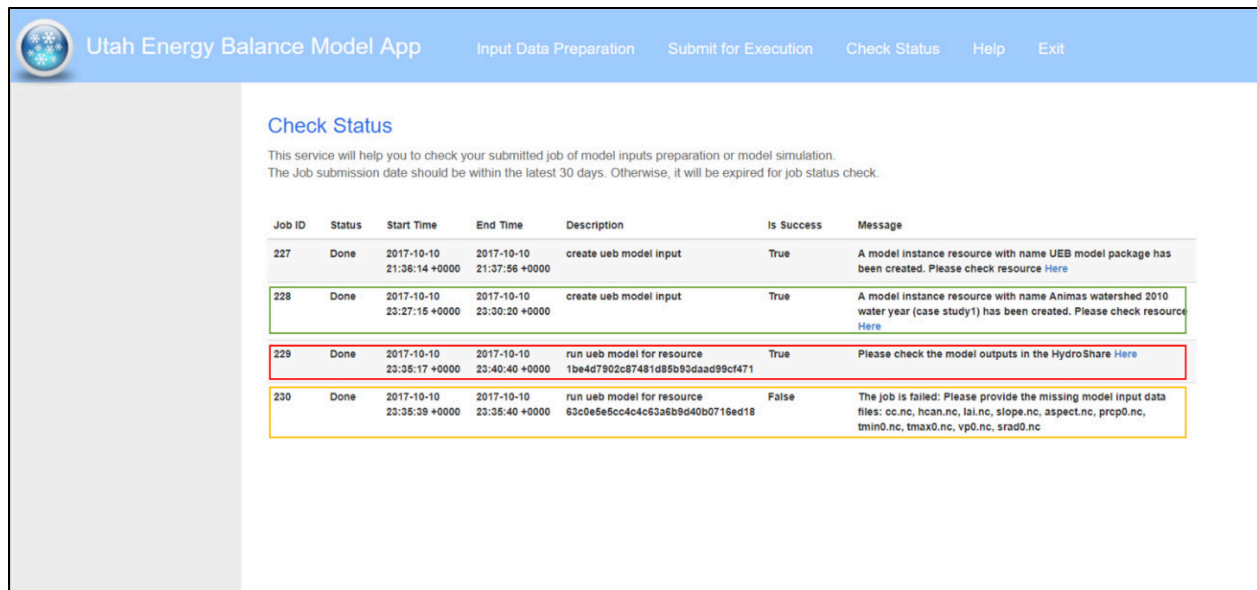 Utah Energy Balance Model App Input Data Preparation Submit for Execution Check Status Help Exit
Check Status
This service will help you to check your submitted job of model inputs preparation or model simulation.
The Job submission date should be within the latest 30 days. Otherwise, it will be expired for job status check.
Job ID Status Start Time End Time Description Is Success Message
227 Done 2017-10-10 2017-10-10 create ueb model input True A model instance resource with name UEB model package has
21:36:14 +0000 21:37:56 +0000 been created. Please check resource Here
228 Done 2017-10-10 2017-10-10 create ueb model input True A model instance resource with name Animas watershed 2010
23:27:15 +0000 23:30:20 +0000 water year (case study1) has been created. Please check resource
Here
229 Done 2017-10-10 2017-10-10 run ueb model for resource True Please check the model outputs in the HydroShare Here
23:35:17 +0000 23:40:40 +0000 1be4d7902c87481d85b93daad99cf471
230 Done 2017-10-10 2017-10-10 run ueb model for resource False The job is failed: Please provide the missing model input data
23:35:39 +0000 23:35:40 +0000 63c0e5e5cc4c4c63a6b9d40b0716ed18 files: cc.nc, hcan.nc, lai.nc, slope.nc, aspect.nc, prcp0.nc,
tmin0.nc, tmax0.nc, vp0.nc, srad0.nc